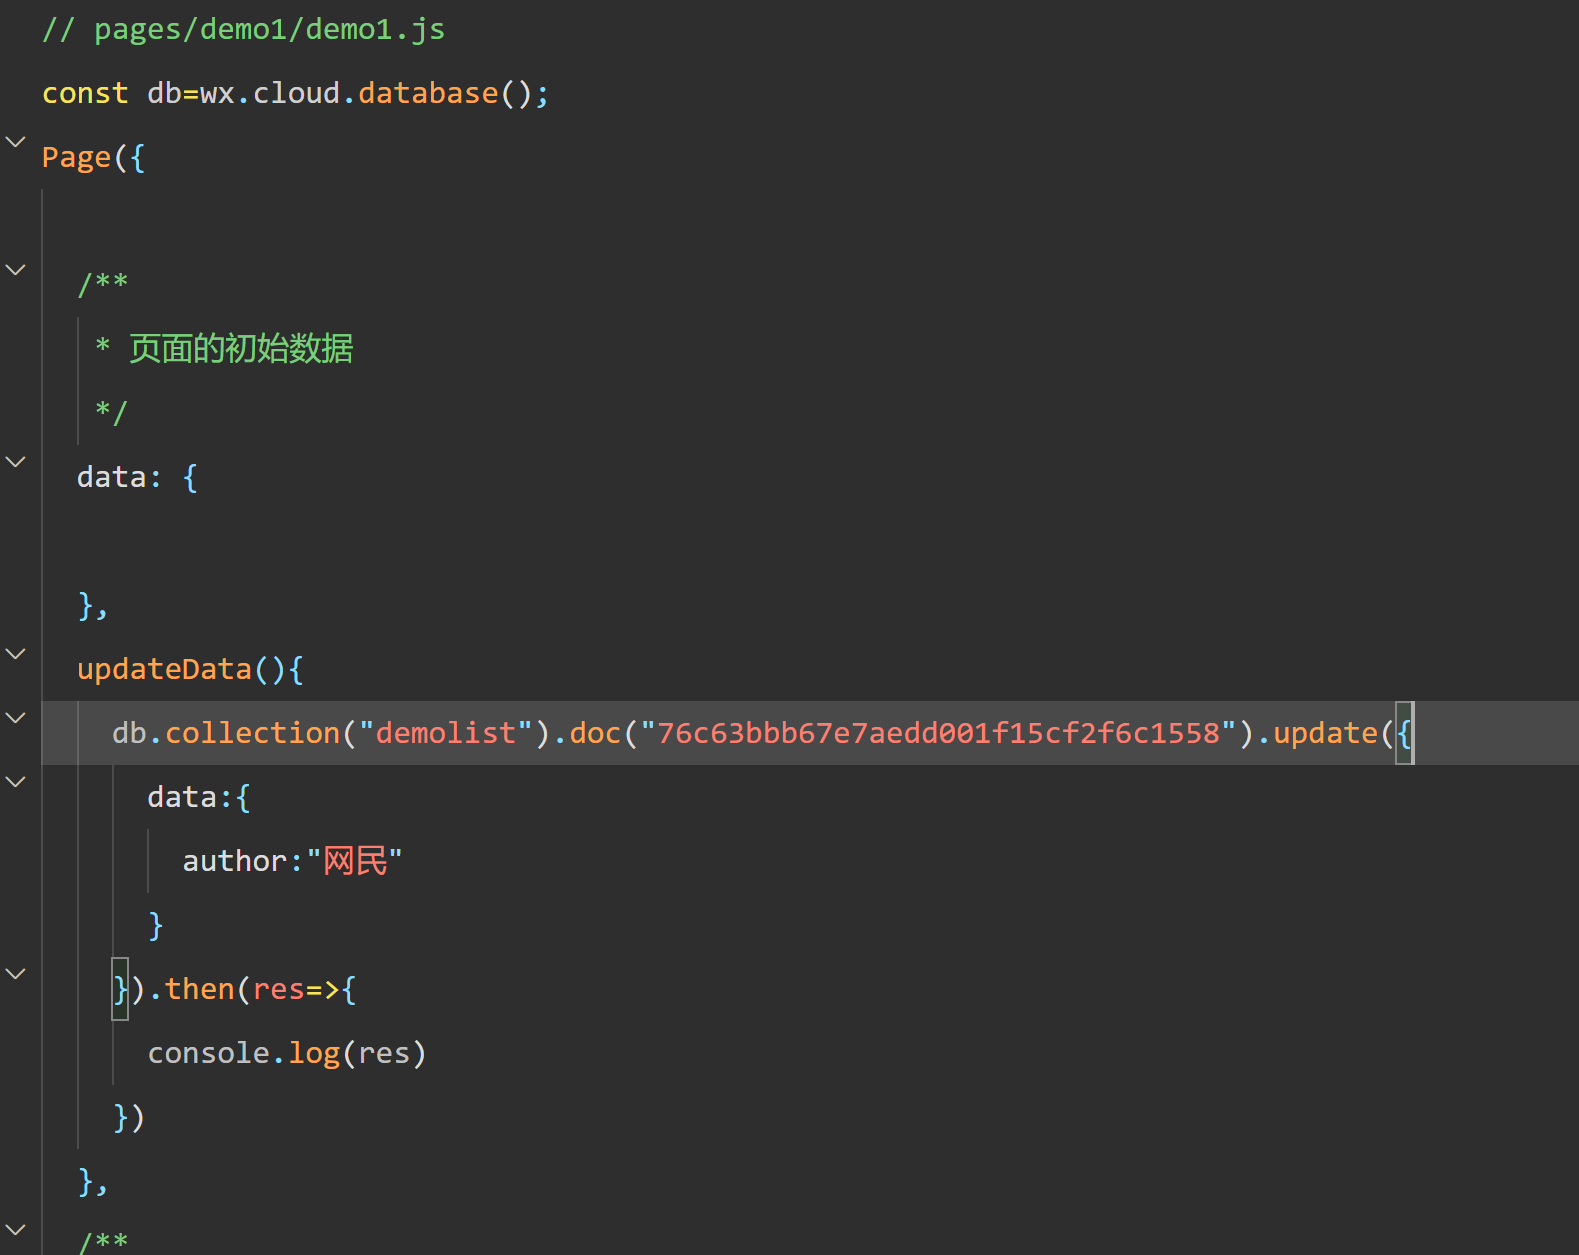 // pages/demo1/demo1.js
const db=wx.cloud.database();
Page({
/**
* 页面的初始数据
*/
data: {
},
updateData(){
db.collection("demolist").doc("76c63bbb67e7aedd001f15cf2f6c1558").update({
data:{
author:"网民"
}
}).then(res=>{
console.log(res)
})
},
/**